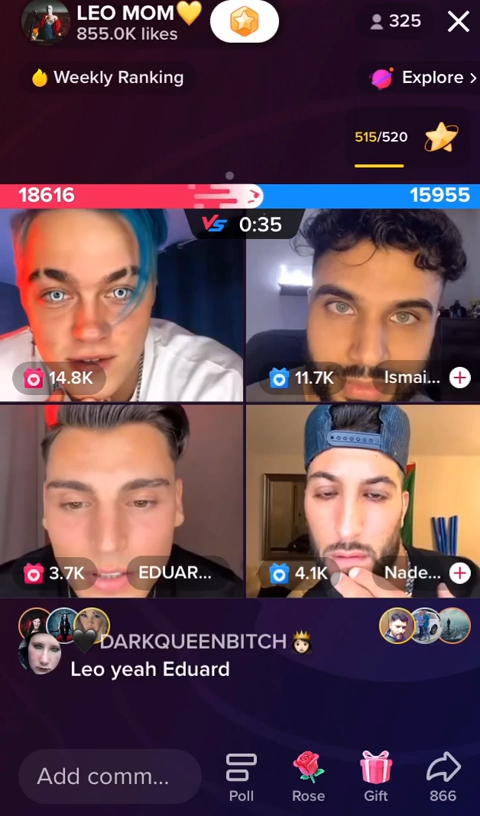 LEO MOM💛
855.0K likes
325
Weekly Ranking
Explore >
515/520
18616
15955
VS 0:35
14.8K
11.7K
Ismai...
3.7K
EDUAR...
4.1K
Nade...
🖤DARKQUEENBITCH👸🏻
Leo yeah Eduard
Add comm...
Poll
Rose
Gift
866